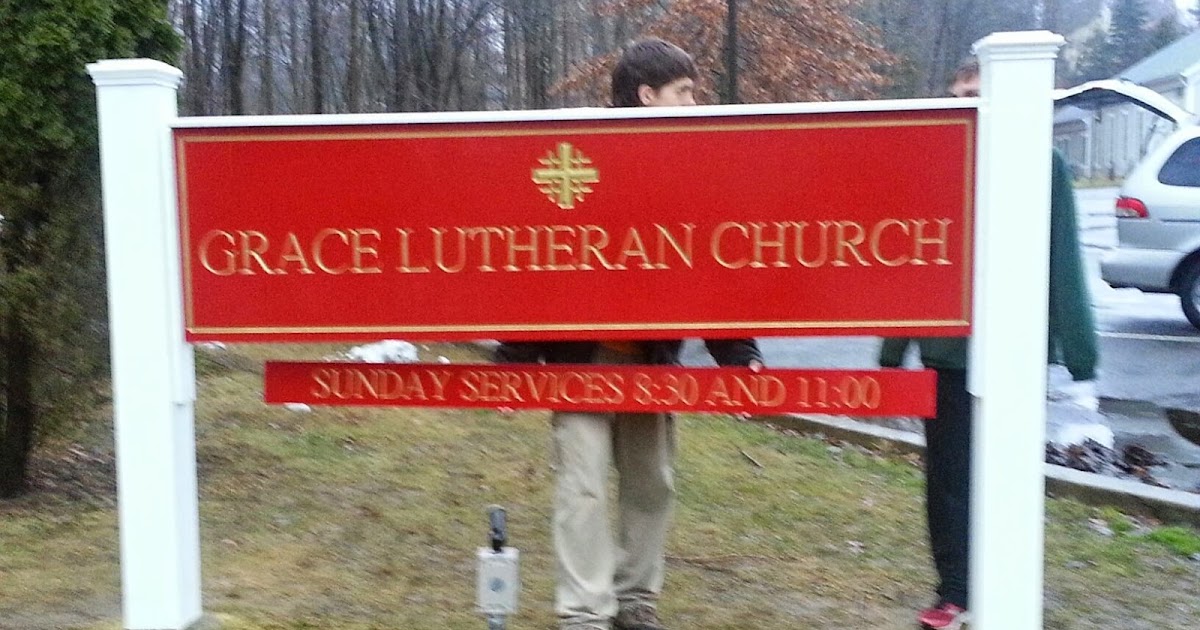 GRACE LUTHERAN CHURCH
SUNDAY SERVICES 8:30 AND 11:00